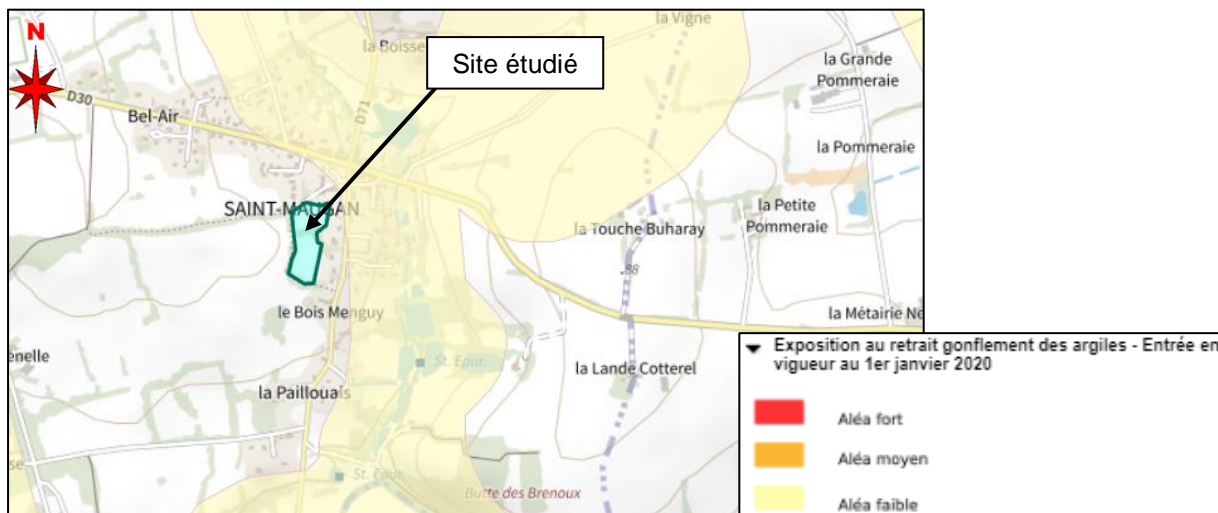 N
la Vigne
la Boisse
Site étudié
la Grande
Pommeraie
D30
D71
Bel-Air
la Pommeraie
SAINT-MAUGAN
la Petite
Pommeraie
la Touche Buharay
.88
le Bois Menguy
la Métairie Ne
énelle
St. Epur.
la Lande Cotterel
la Paillouais
se
St. Epur.
Butte des Brenoux
Exposition au retrait gonflement des argiles - Entrée en
vigueur au 1er janvier 2020
Aléa fort
Aléa moyen
Aléa faible